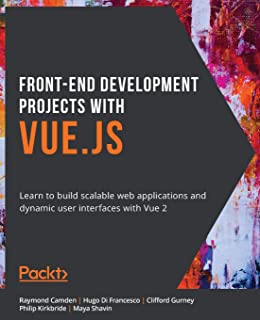 FRONT-END DEVELOPMENT
PROJECTS WITH
VUE.JS
Learn to build scalable web applications and
dynamic user interfaces with Vue 2
Packt>
Raymond Camden | Hugo Di Francesco | Clifford Gurney
Philip Kirkbride | Maya Shavin